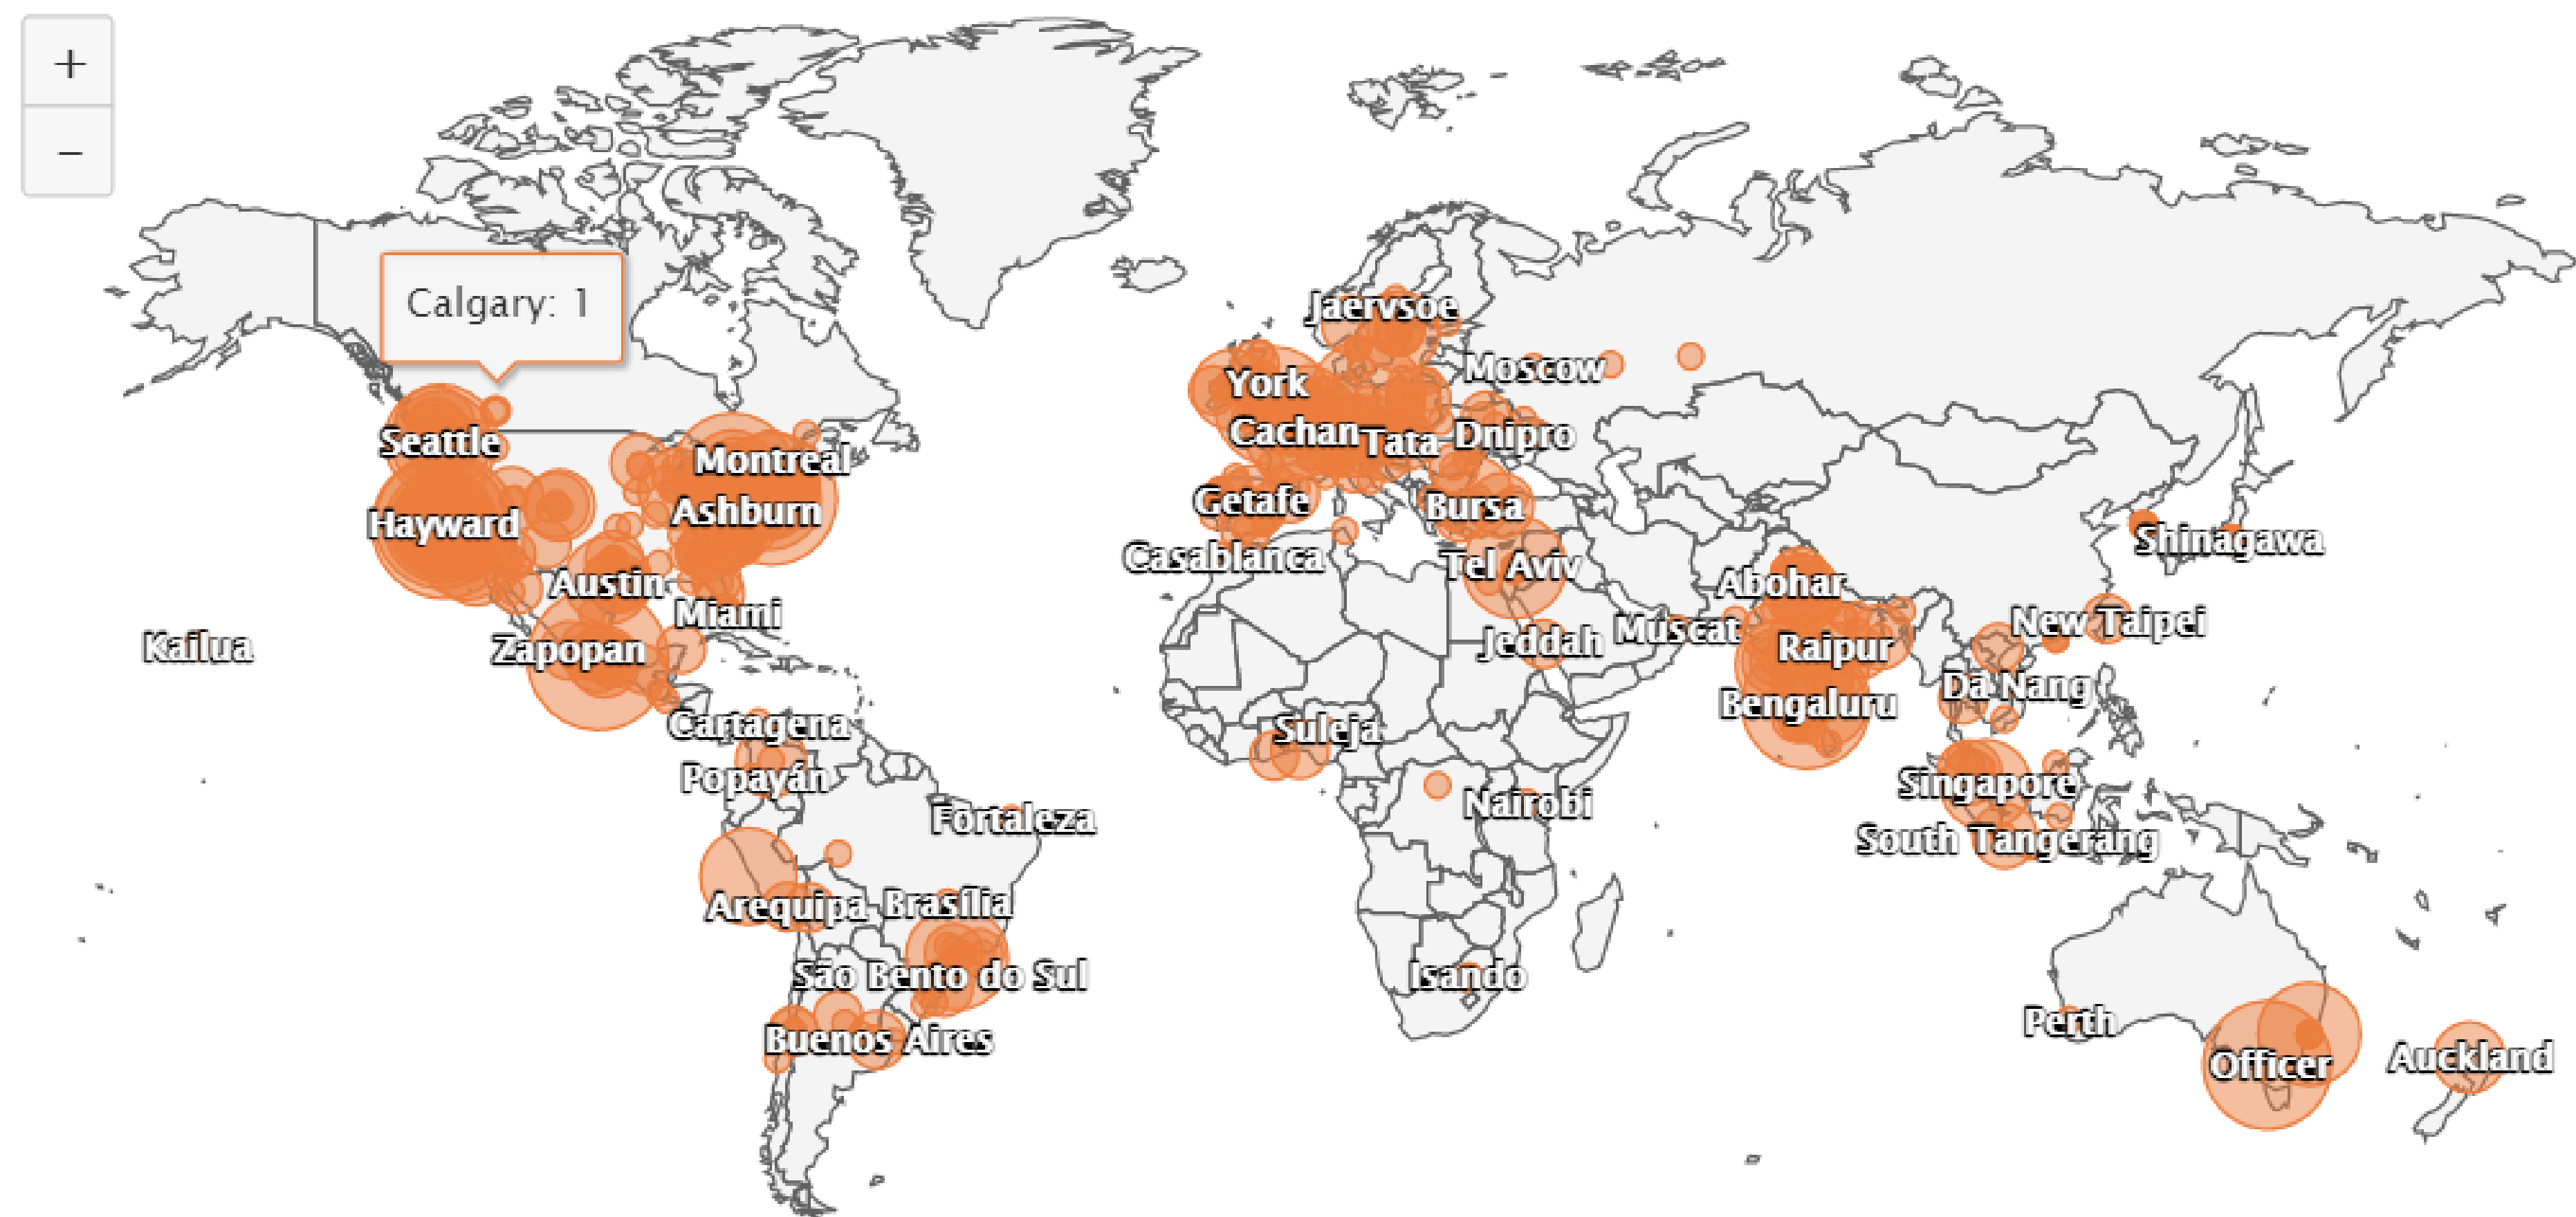 +
−
Calgary: 1
Jaervsoe
Moscow
York
Cachan
Tata
Dnipro
Seattle
Montreal
Getafe
Bursa
Hayward
Ashburn
Shinagawa
Casablanca
Tel Aviv
Austin
Abohar
Miami
New Taipei
Kailua
Zapopan
Jeddah
Muscat
Raipur
Da Nang
Bengaluru
Cartagena
Suleja
Popayán
Singapore
Nairobi
Fortaleza
South Tangerang
Arequipa
Brasília
São Bento do Sul
Isando
Perth
Buenos Aires
Officer
Auckland